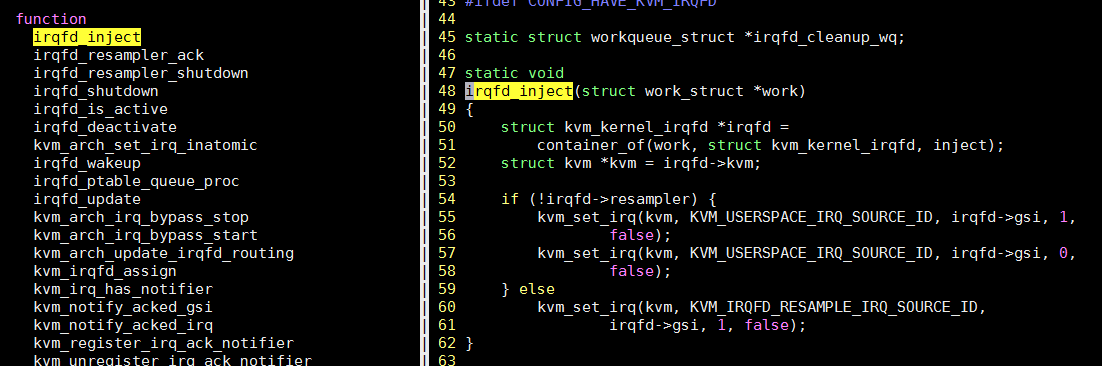 function
irqfd_inject
irqfd_resampler_ack
irqfd_resampler_shutdown
irqfd_shutdown
irqfd_is_active
irqfd_deactivate
kvm_arch_set_irq_inatomic
irqfd_wakeup
irqfd_ptable_queue_proc
irqfd_update
kvm_arch_irq_bypass_stop
kvm_arch_irq_bypass_start
kvm_arch_update_irqfd_routing
kvm_irqfd_assign
kvm_irq_has_notifier
kvm_notify_acked_gsi
kvm_notify_acked_irq
kvm_register_irq_ack_notifier
kvm_unregister_irq_ack_notifier
43 #ifdef CONFIG_HAVE_KVM_IRQFD
44
45 static struct workqueue_struct *irqfd_cleanup_wq;
46
47 static void
48 irqfd_inject(struct work_struct *work)
49 {
50     struct kvm_kernel_irqfd *irqfd =
51         container_of(work, struct kvm_kernel_irqfd, inject);
52     struct kvm *kvm = irqfd->kvm;
53
54     if (!irqfd->resampler) {
55         kvm_set_irq(kvm, KVM_USERSPACE_IRQ_SOURCE_ID, irqfd->gsi, 1,
56                 false);
57         kvm_set_irq(kvm, KVM_USERSPACE_IRQ_SOURCE_ID, irqfd->gsi, 0,
58                 false);
59     } else
60         kvm_set_irq(kvm, KVM_IRQFD_RESAMPLE_IRQ_SOURCE_ID,
61                 irqfd->gsi, 1, false);
62 }
63